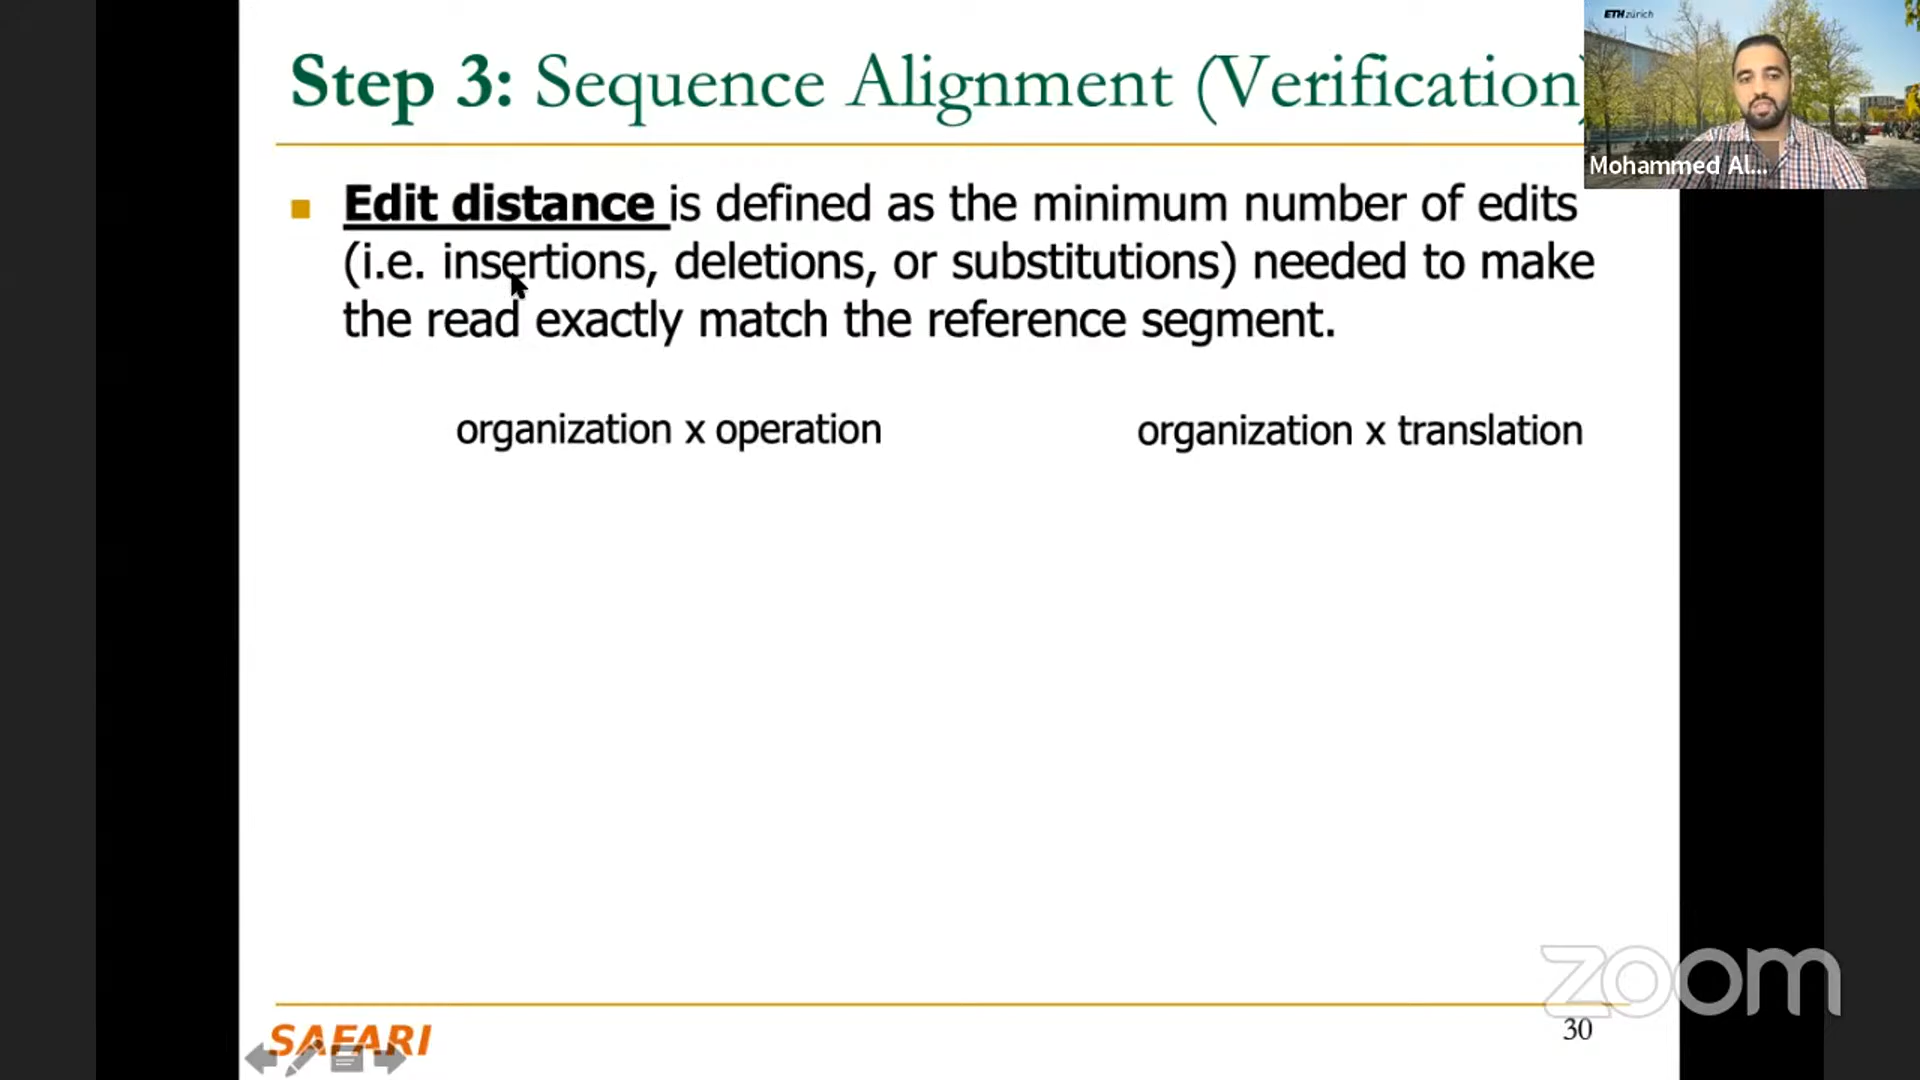 Step 3: Sequence Alignment (Verification)
ETH zürich
Mohammed Al...
Edit distance is defined as the minimum number of edits
(i.e. insertions, deletions, or substitutions) needed to make
the read exactly match the reference segment.
organization x operation
organization x translation
zoom
SAFARI
30